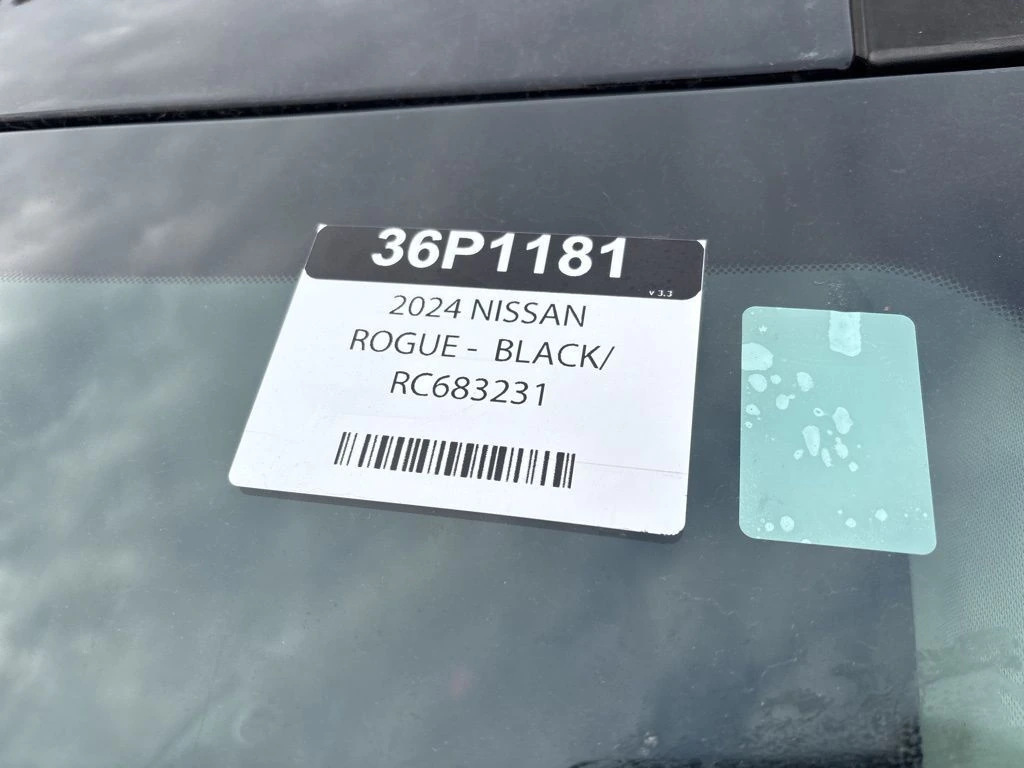 36P1181
v 3.3
2024 NISSAN
ROGUE - BLACK/
RC683231